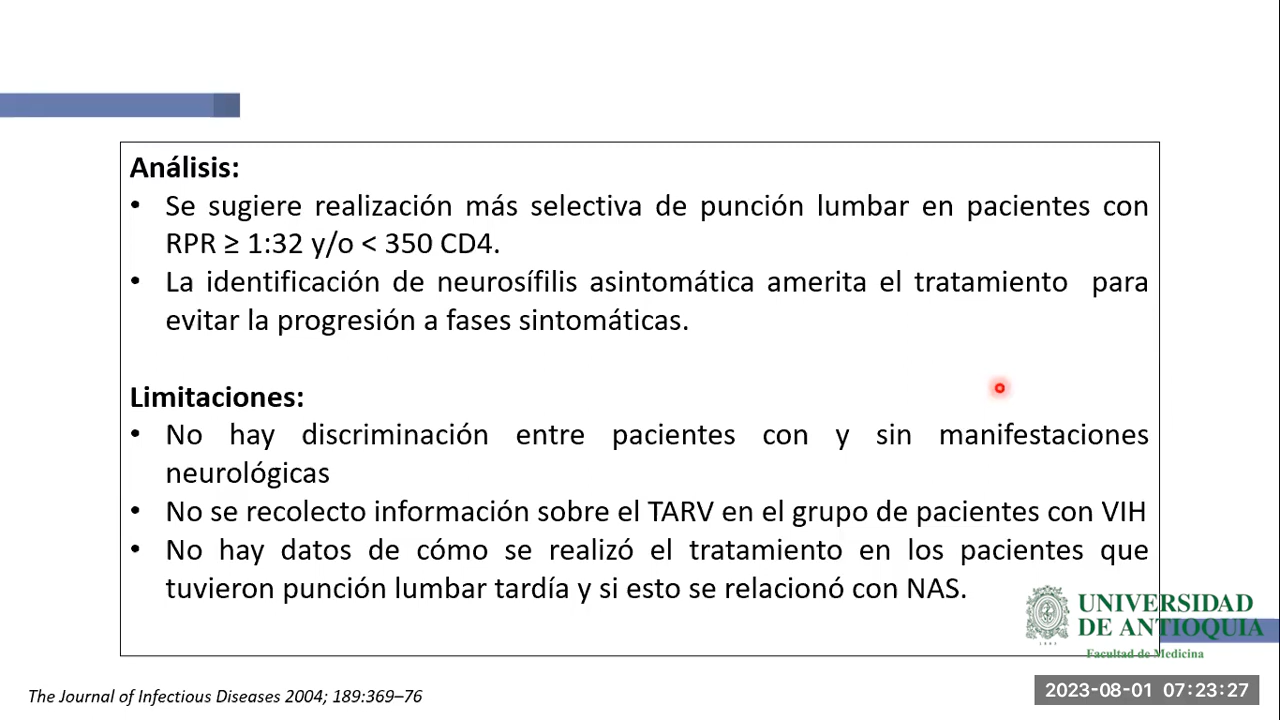 Análisis:
• Se sugiere realización más selectiva de punción lumbar en pacientes con
RPR ≥ 1:32 y/o < 350 CD4.
• La identificación de neurosífilis asintomática amerita el tratamiento para
evitar la progresión a fases sintomáticas.
Limitaciones:
• No hay discriminación entre pacientes con y sin manifestaciones
neurológicas
• No se recolecto información sobre el TARV en el grupo de pacientes con VIH
• No hay datos de cómo se realizó el tratamiento en los pacientes que
tuvieron punción lumbar tardía y si esto se relacionó con NAS.
UNIVERSIDAD
DE ANTIOQUIA
Facultad de Medicina
The Journal of Infectious Diseases 2004; 189:369–76
2023-08-01 07:23:27